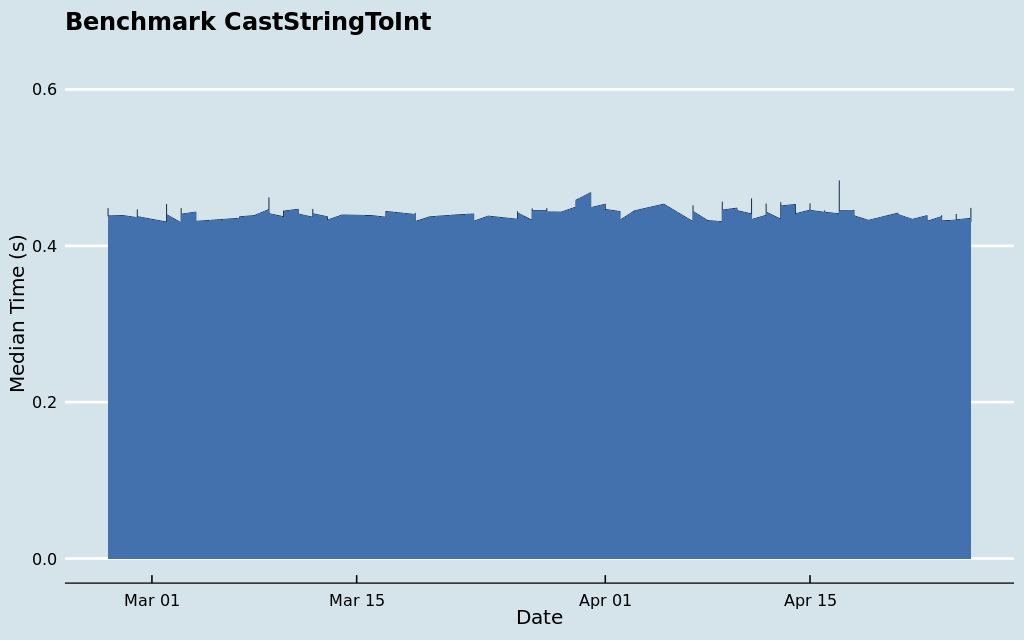 Benchmark CastStringToInt
0.6
0.4
0.2
0.0
Median Time (s)
Mar 01
Mar 15
Apr 01
Apr 15
Date